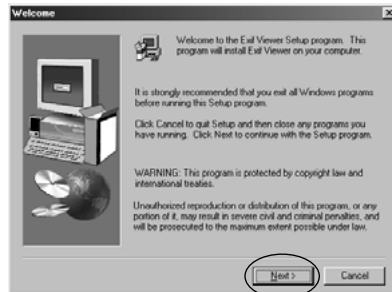 Welcome
Welcome to the Exif Viewer Setup program. This
program will install Exif Viewer on your computer.
It is strongly recommended that you exit all Windows programs
before running this Setup program.
Click Cancel to quit Setup and then close any programs you
have running. Click Next to continue with the Setup program.
WARNING: This program is protected by copyright law and
international treaties.
Unauthorized reproduction or distribution of this program, or any
portion of it, may result in severe civil and criminal penalties, and
will be prosecuted to the maximum extent possible under law.
Next >
Cancel